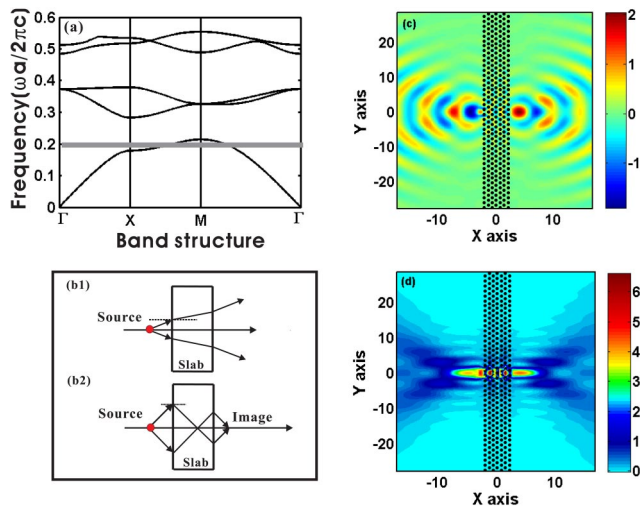 (a)
Frequency(ωa/2πc)
0.6
0.5
0.4
0.3
0.2
0.1
0
Γ X M Γ
Band structure
(b1)
Source
Slab
(b2)
Source Image
Slab
(c)
Y axis
20
10
0
-10
-20
-10 0 10
X axis
2
1
0
-1
(d)
Y axis
20
10
0
-10
-20
-10 0 10
X axis
6
5
4
3
2
1
0